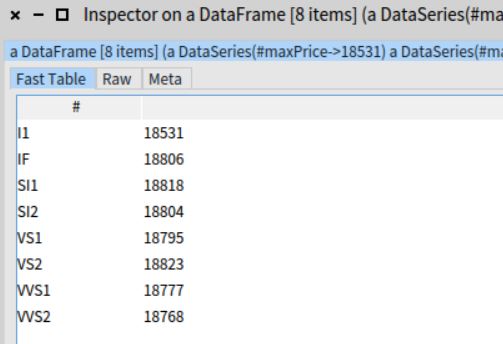 Inspector on a DataFrame [8 items] (a DataSeries(#ma
a DataFrame [8 items] (a DataSeries(#maxPrice->18531) a DataSeries(#ma
Fast Table Raw Meta
#
I1 18531
IF 18806
SI1 18818
SI2 18804
VS1 18795
VS2 18823
VVS1 18777
VVS2 18768